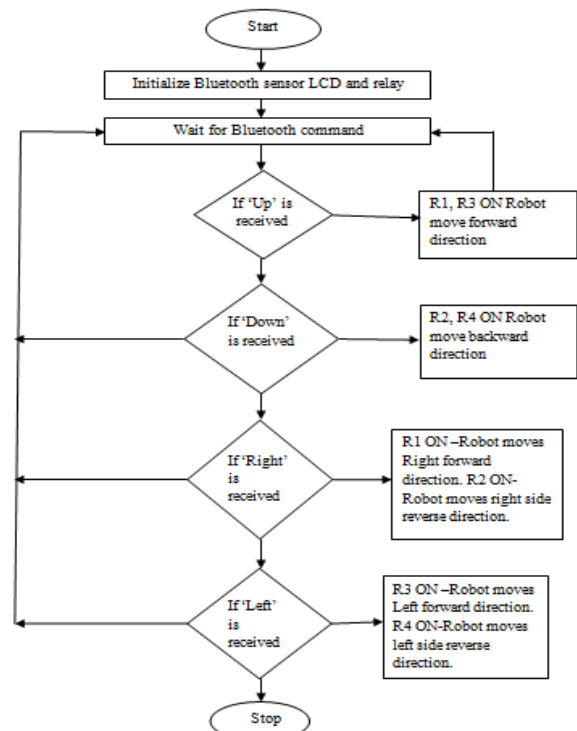 Start
Initialize Bluetooth sensor LCD and relay
Wait for Bluetooth command
If ‘Up’ is
received
R1, R3 ON Robot
move forward
direction
If ‘Down’
is received
R2, R4 ON Robot
move backward
direction
If ‘Right’
is
received
R1 ON –Robot moves
Right forward
direction. R2 ON-
Robot moves right side
reverse direction.
If ‘Left’
is
received
R3 ON –Robot moves
Left forward direction.
R4 ON-Robot moves
left side reverse
direction.
Stop